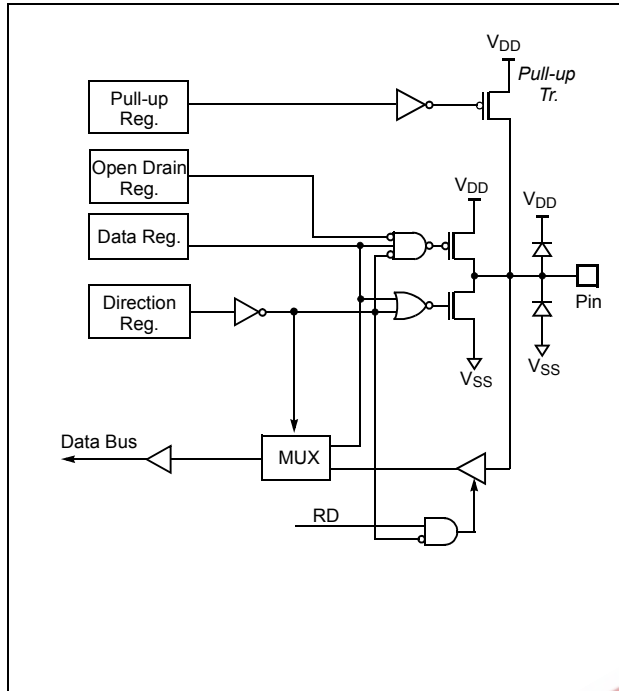 VDD
Pull-up
Tr.
Pull-up
Reg.
Open Drain
Reg.
Data Reg.
Direction
Reg.
VDD
VDD
Pin
VSS
VSS
Data Bus
MUX
RD